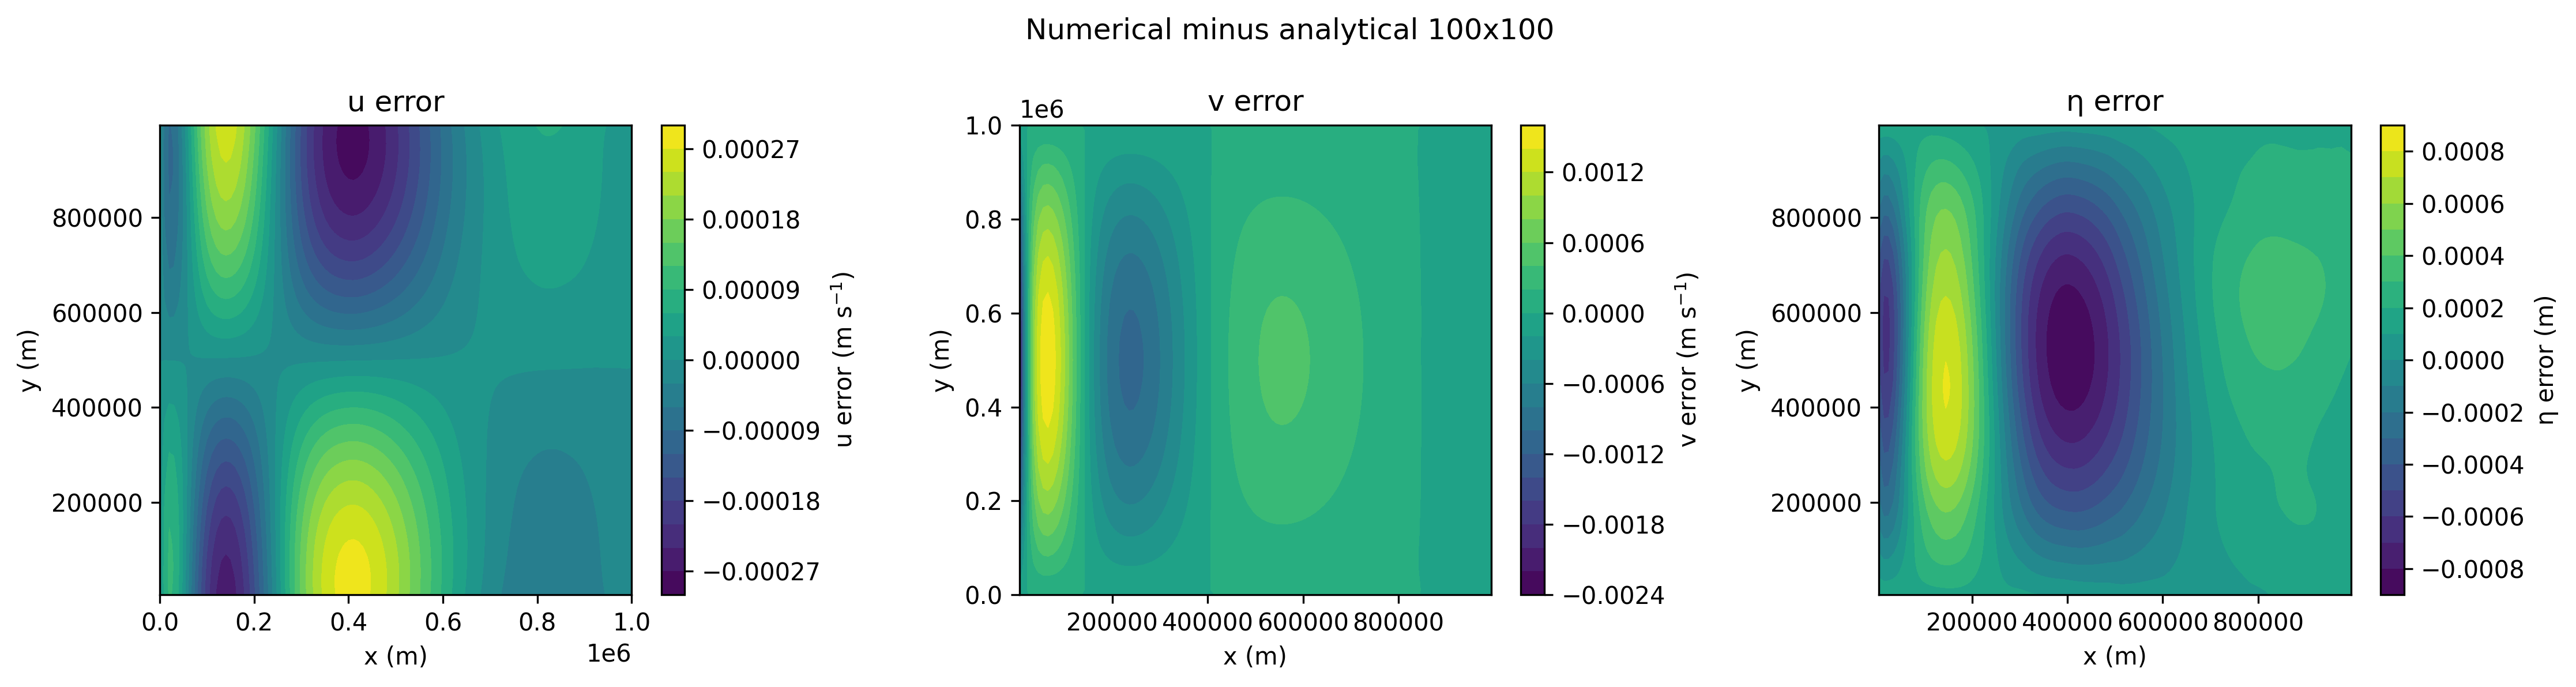 Numerical minus analytical 100x100
u error
800000
600000
400000
200000
y (m)
0.0 0.2 0.4 0.6 0.8 1.0
1e6
x (m)
0.00027
0.00018
0.00009
0.00000
−0.00009
−0.00018
−0.00027
u error (m s⁻¹)
v error
1e6
1.0
0.8
0.6
0.4
0.2
0.0
y (m)
200000 400000 600000 800000
x (m)
0.0012
0.0006
0.0000
−0.0006
−0.0012
−0.0018
−0.0024
v error (m s⁻¹)
η error
800000
600000
400000
200000
y (m)
200000 400000 600000 800000
x (m)
0.0008
0.0006
0.0004
0.0002
0.0000
−0.0002
−0.0004
−0.0006
−0.0008
η error (m)